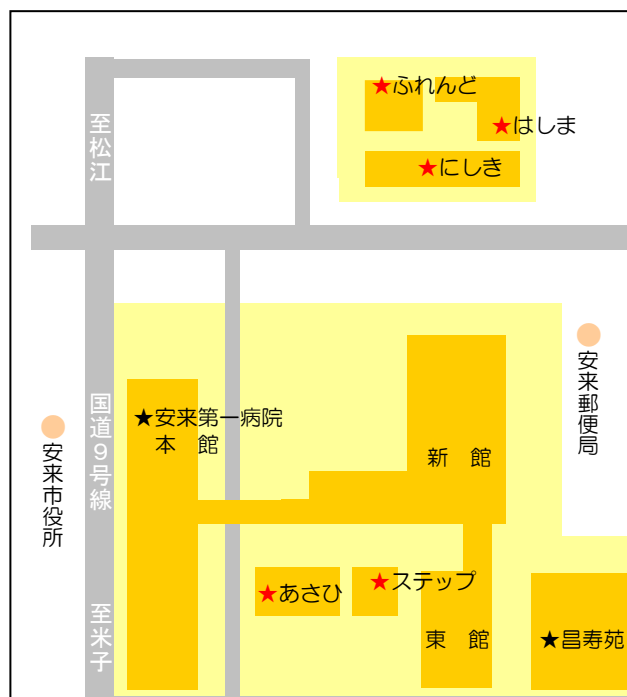 ★ふれんど
★はしま
★にしき
至松江
国道9号線
至米子
安来市役所
安来郵便局
★安来第一病院
本 館
新 館
★あさひ
★ステップ
東 館
★昌寿苑